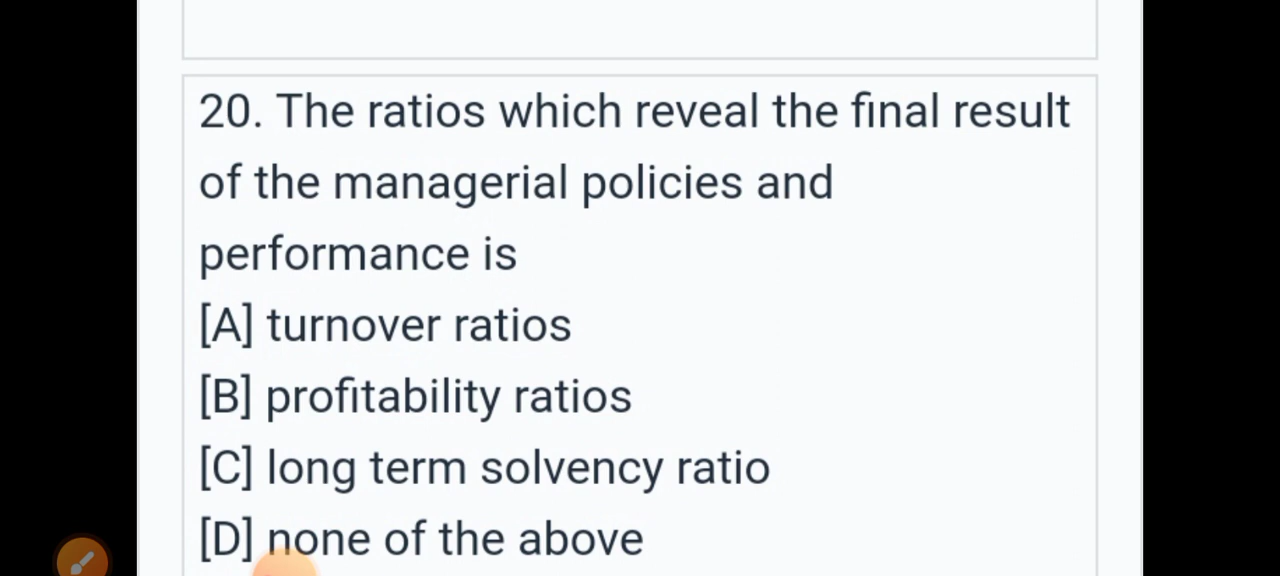 20. The ratios which reveal the final result
of the managerial policies and
performance is
[A] turnover ratios
[B] profitability ratios
[C] long term solvency ratio
[D] none of the above